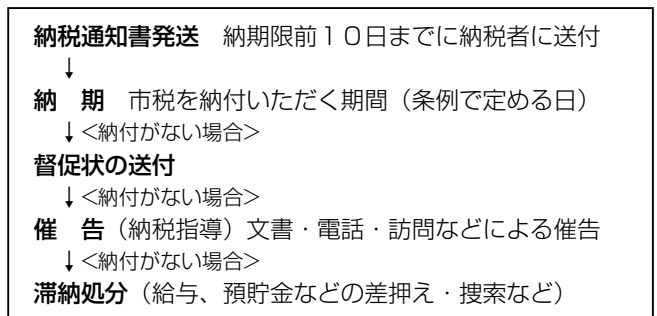 納税通知書発送　納期限前１０日までに納税者に送付
↓
納　期　市税を納付いただく期間（条例で定める日）
↓<納付がない場合>
督促状の送付
↓<納付がない場合>
催　告（納税指導）文書・電話・訪問などによる催告
↓<納付がない場合>
滞納処分（給与、預貯金などの差押え・捜索など）